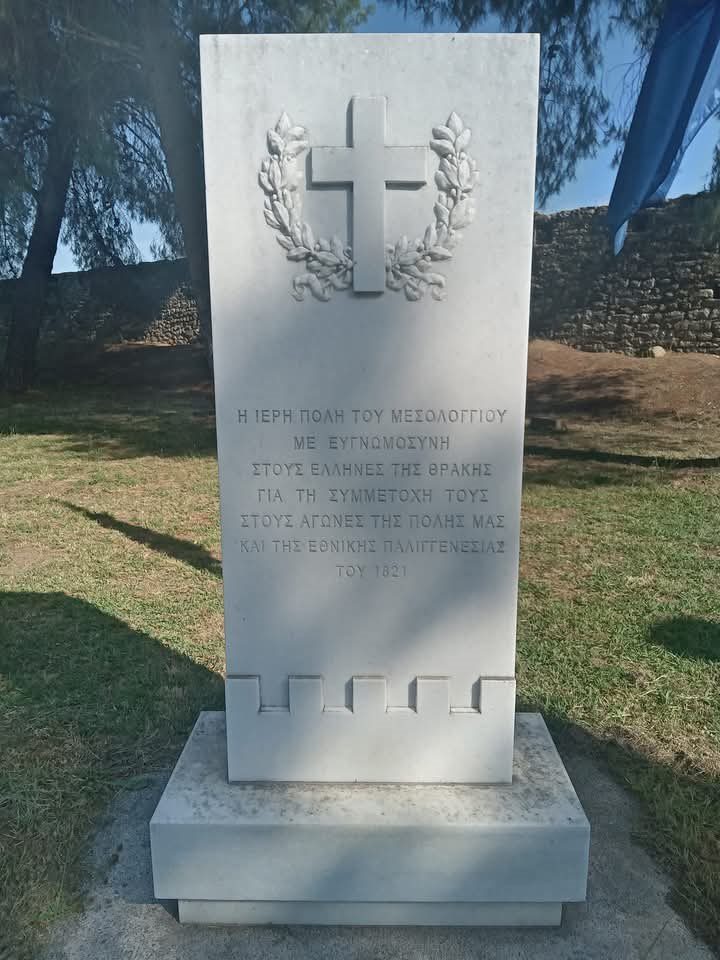 Η ΙΕΡΗ ΠΟΛΗ ΤΟΥ ΜΕΣΟΛΟΓΓΙΟΥ
ΜΕ ΕΥΓΝΩΜΟΣΥΝΗ
ΣΤΟΥΣ ΕΛΛΗΝΕΣ ΤΗΣ ΘΡΑΚΗΣ
ΓΙΑ ΤΗ ΣΥΜΜΕΤΟΧΗ ΤΟΥΣ
ΣΤΟΥΣ ΑΓΩΝΕΣ ΤΗΣ ΠΟΛΗΣ ΜΑΣ
ΚΑΙ ΤΗΣ ΕΘΝΙΚΗΣ ΠΑΛΙΓΓΕΝΕΣΙΑΣ
ΤΟΥ 1821